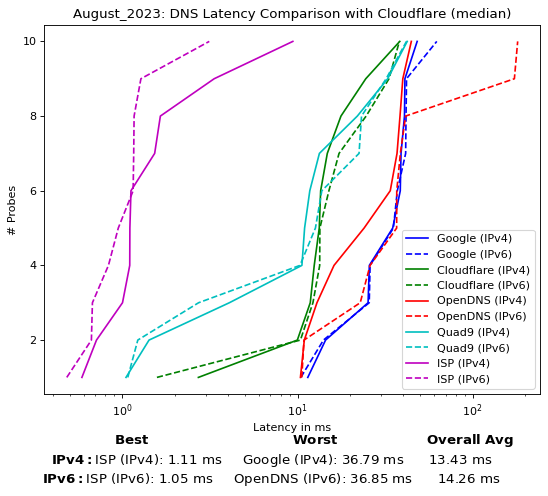 August_2023: DNS Latency Comparison with Cloudflare (median)
10
8
6
4
2
# Probes
Google (IPv4)
Google (IPv6)
Cloudflare (IPv4)
Cloudflare (IPv6)
OpenDNS (IPv4)
OpenDNS (IPv6)
Quad9 (IPv4)
Quad9 (IPv6)
ISP (IPv4)
ISP (IPv6)
10⁰ 10¹ 10²
Latency in ms
Best Worst Overall Avg
IPv4: ISP (IPv4): 1.11 ms Google (IPv4): 36.79 ms 13.43 ms
IPv6: ISP (IPv6): 1.05 ms OpenDNS (IPv6): 36.85 ms 14.26 ms